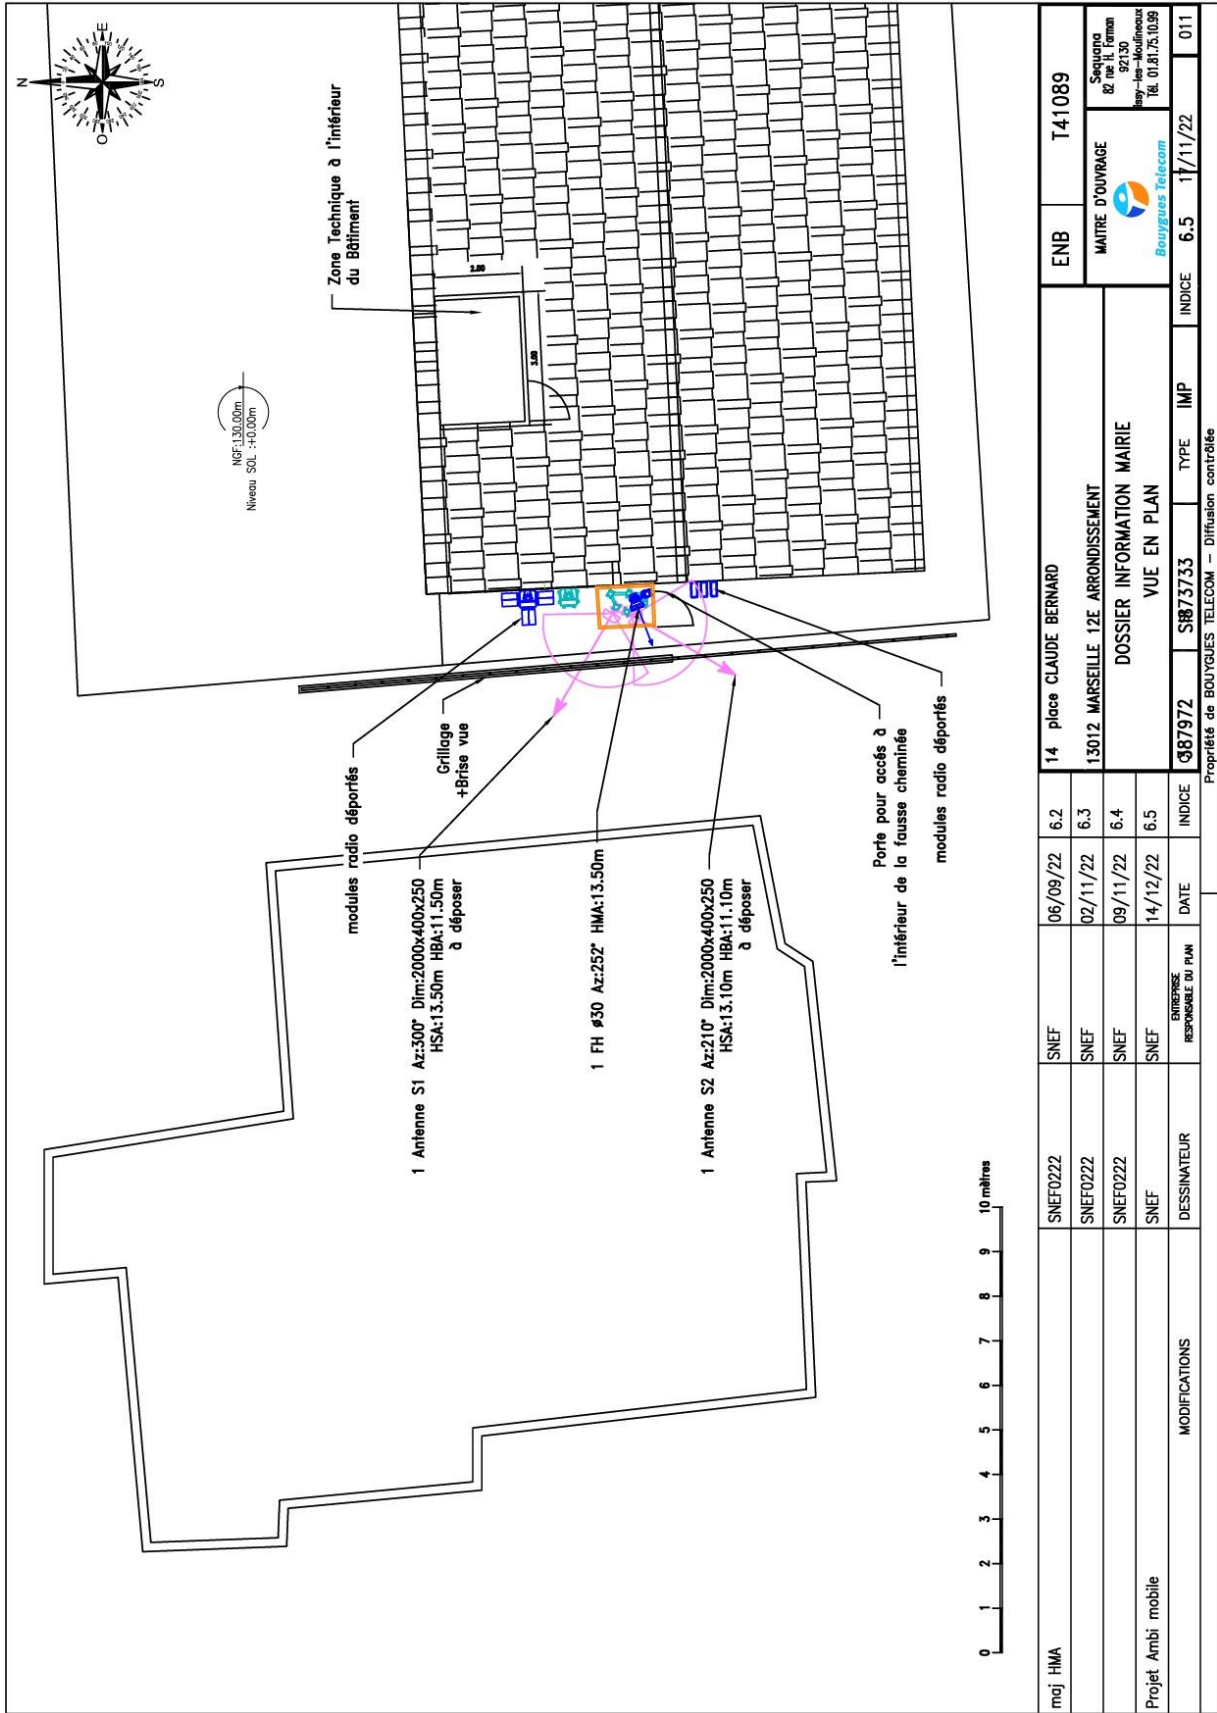 N
E
S
O
NGF:130.00m
Niveau SOL :+0.00m
Zone Technique à l'intérieur
du Bâtiment
2.00
3.00
modules radio déportés
Grillage
+Brise vue
1 Antenne S1 Az:300° Dim:2000x400x250
HSA:13.50m HBA:11.50m
à déposer
1 FH ø30 Az:252° HMA:13.50m
1 Antenne S2 Az:210° Dim:2000x400x250
HSA:13.10m HBA:11.10m
à déposer
Porte pour accés à
l'intérieur de la fausse cheminée
modules radio déportés
0 1 2 3 4 5 6 7 8 9 10 mètres
maj HMA SNEF0222 SNEF 06/09/22 6.2
SNEF0222 SNEF 02/11/22 6.3
SNEF0222 SNEF 09/11/22 6.4
Projet Ambi mobile SNEF SNEF 14/12/22 6.5
MODIFICATIONS DESSINATEUR ENTREPRISE
RESPONSABLE DU PLAN DATE INDICE
14 place CLAUDE BERNARD
13012 MARSEILLE 12E ARRONDISSEMENT
DOSSIER INFORMATION MAIRIE
VUE EN PLAN
ENB T41089
MAITRE D'OUVRAGE
Bouygues Telecom
Sequana
82 rue H. Farman
92130
Issy-les-Moulineaux
Tél. 01.81.75.10.99
387972 873733 TYPE IMP INDICE 6.5 17/11/22 011
Propriété de BOUYGUES TELECOM – Diffusion contrôlée